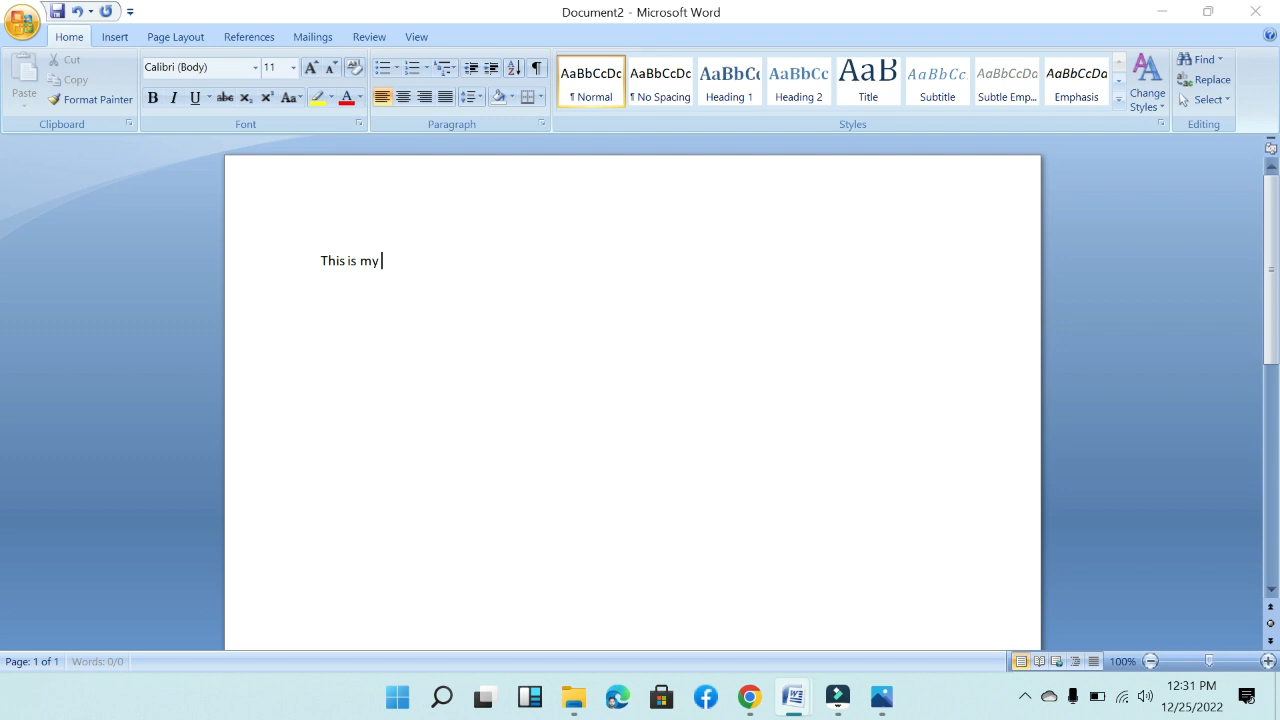 Document2 - Microsoft Word
Home Insert Page Layout References Mailings Review View
Paste
Cut
Copy
Format Painter
Clipboard
Calibri (Body) 11
Font
Paragraph
AaBbCcDc AaBbCcDc AaBbCc AaBbCc AaB AaBbCc. AaBbCcDa AaBbCcDa
¶ Normal ¶ No Spacing Heading 1 Heading 2 Title Subtitle Subtle Emp... Emphasis
Change
Styles
Styles
Find
Replace
Select
Editing
This is my
Page: 1 of 1 Words: 0/0 100%
12:31 PM
12/25/2022